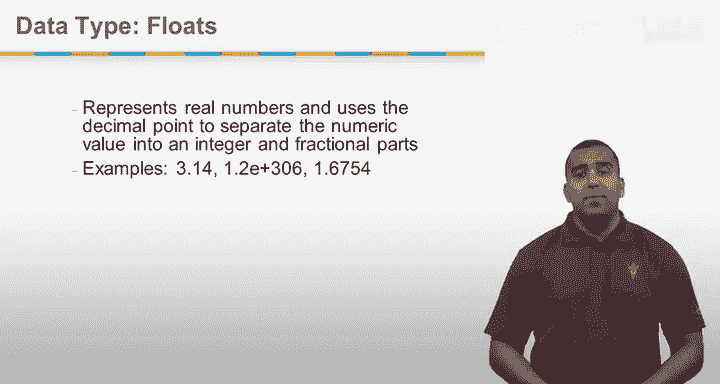 Data Type: Floats
- Represents real numbers and uses the
decimal point to separate the numeric
value into an integer and fractional parts
- Examples: 3.14, 1.2e+306, 1.6754